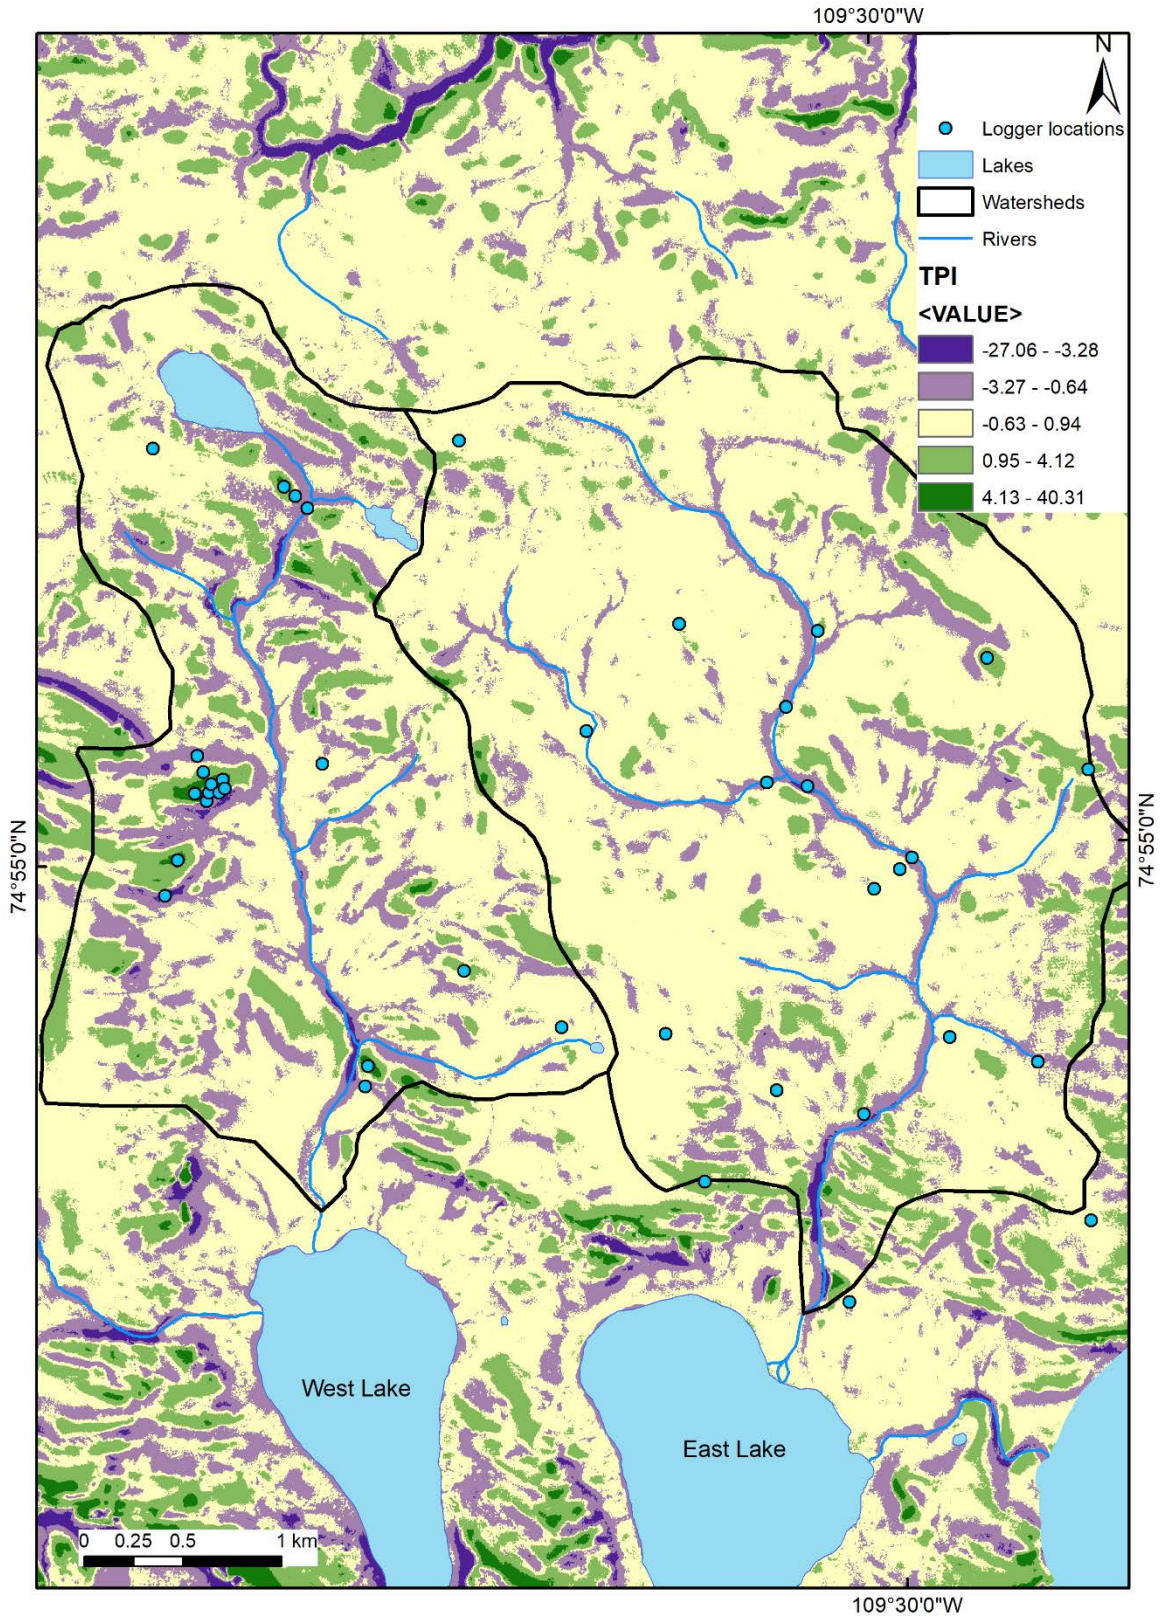 109°30'0"W
N
Logger locations
Lakes
Watersheds
Rivers
TPI
<VALUE>
-27.06 - -3.28
-3.27 - -0.64
-0.63 - 0.94
0.95 - 4.12
4.13 - 40.31
74°55'0"N
74°55'0"N
West Lake
East Lake
0 0.25 0.5 1 km
109°30'0"W